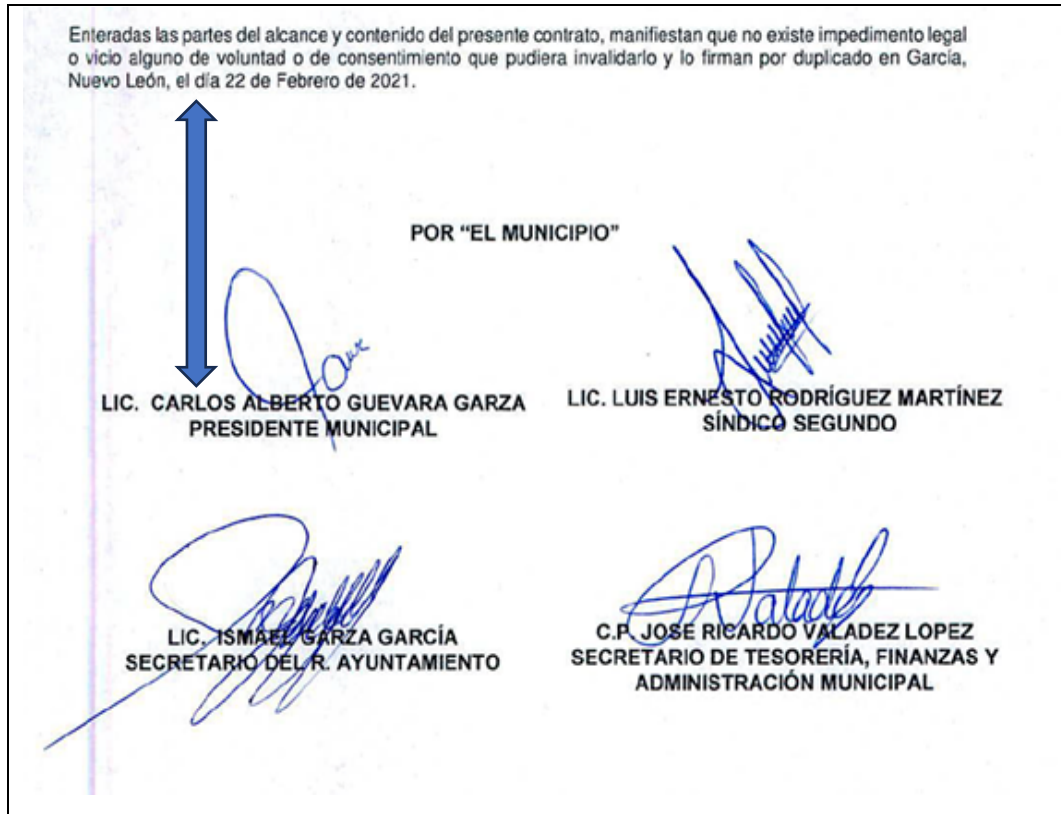 Enteradas las partes del alcance y contenido del presente contrato, manifiestan que no existe impedimento legal
o vicio alguno de voluntad o de consentimiento que pudiera invalidarlo y lo firman por duplicado en García,
Nuevo León, el día 22 de Febrero de 2021.
POR “EL MUNICIPIO”
LIC. CARLOS ALBERTO GUEVARA GARZA
PRESIDENTE MUNICIPAL
LIC. LUIS ERNESTO RODRÍGUEZ MARTÍNEZ
SÍNDICO SEGUNDO
LIC. ISMAEL GARZA GARCÍA
SECRETARIO DEL R. AYUNTAMIENTO
C.P. JOSE RICARDO VALADEZ LOPEZ
SECRETARIO DE TESORERÍA, FINANZAS Y
ADMINISTRACIÓN MUNICIPAL